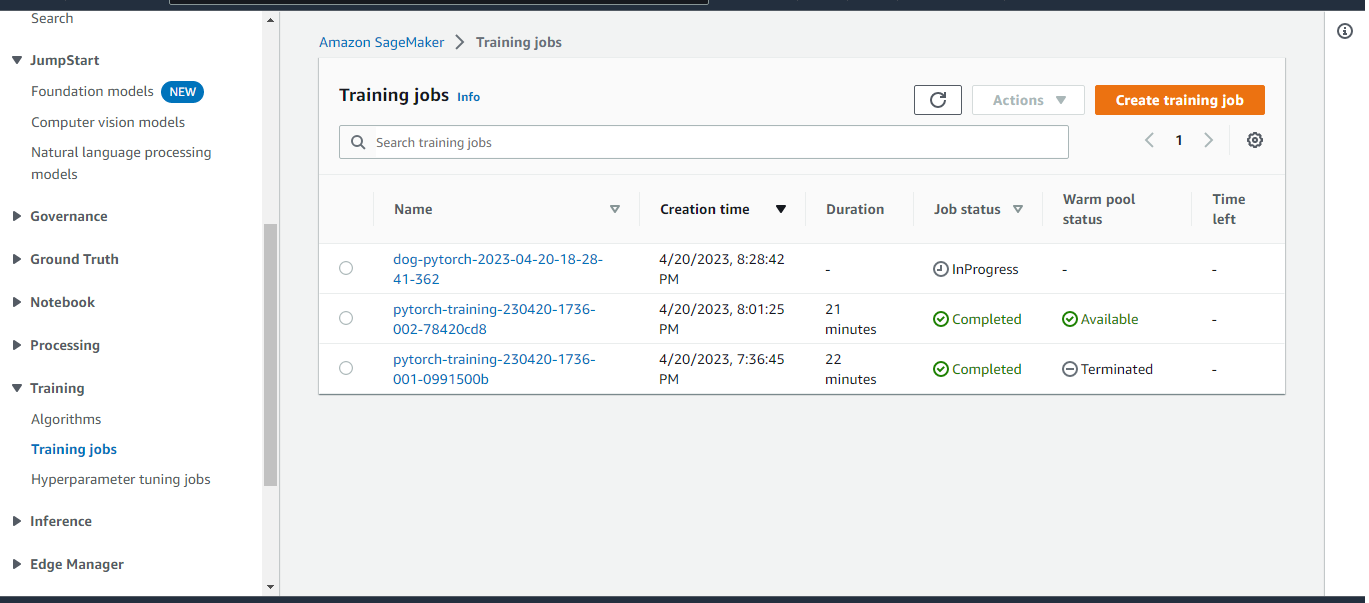 Search
JumpStart
Foundation models NEW
Computer vision models
Natural language processing
models
Governance
Ground Truth
Notebook
Processing
Training
Algorithms
Training jobs
Hyperparameter tuning jobs
Inference
Edge Manager
Amazon SageMaker > Training jobs
Training jobs Info
Actions
Create training job
Search training jobs
1
Name
Creation time
Duration
Job status
Warm pool
status
Time
left
dog-pytorch-2023-04-20-18-28-
41-362
4/20/2023, 8:28:42
PM
-
InProgress
-
-
pytorch-training-230420-1736-
002-78420cd8
4/20/2023, 8:01:25
PM
21
minutes
Completed
Available
-
pytorch-training-230420-1736-
001-0991500b
4/20/2023, 7:36:45
PM
22
minutes
Completed
Terminated
-